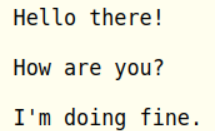 Hello there!
How are you?
I'm doing fine.